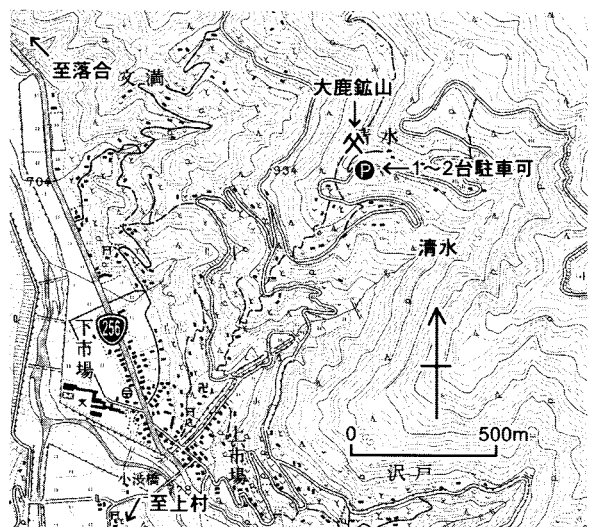 至落合
文満
大鹿鉱山
寺水
P
←1〜2台駐車可
934
704
清水
256
下市場
0 500m
上市場
沢戸
小渋橋
至上村